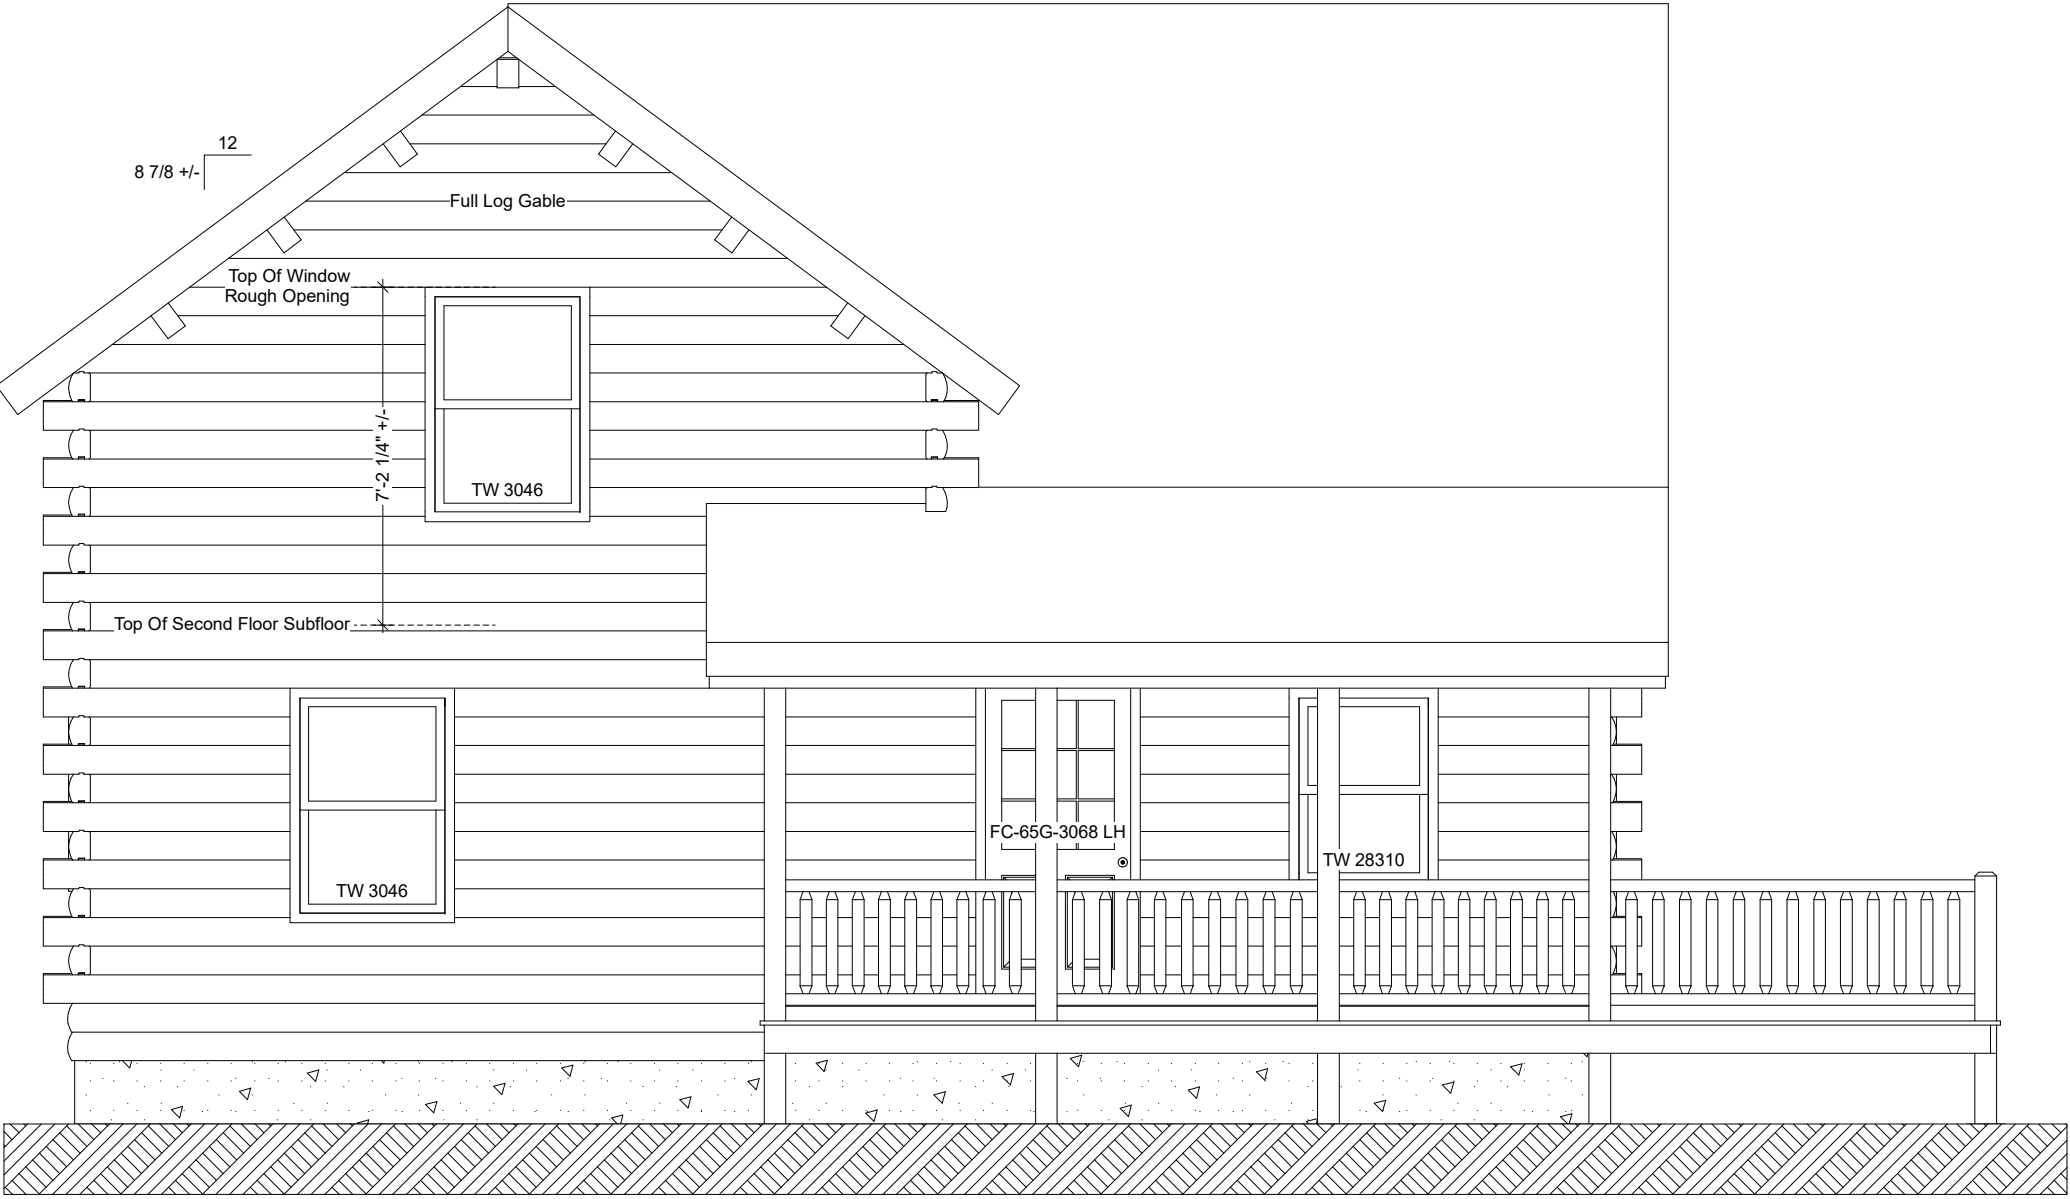 12
8 7/8 +/-
Full Log Gable
Top Of Window
Rough Opening
7'-2 1/4" +/-
TW 3046
Top Of Second Floor Subfloor
FC-65G-3068 LH
TW 28310
TW 3046